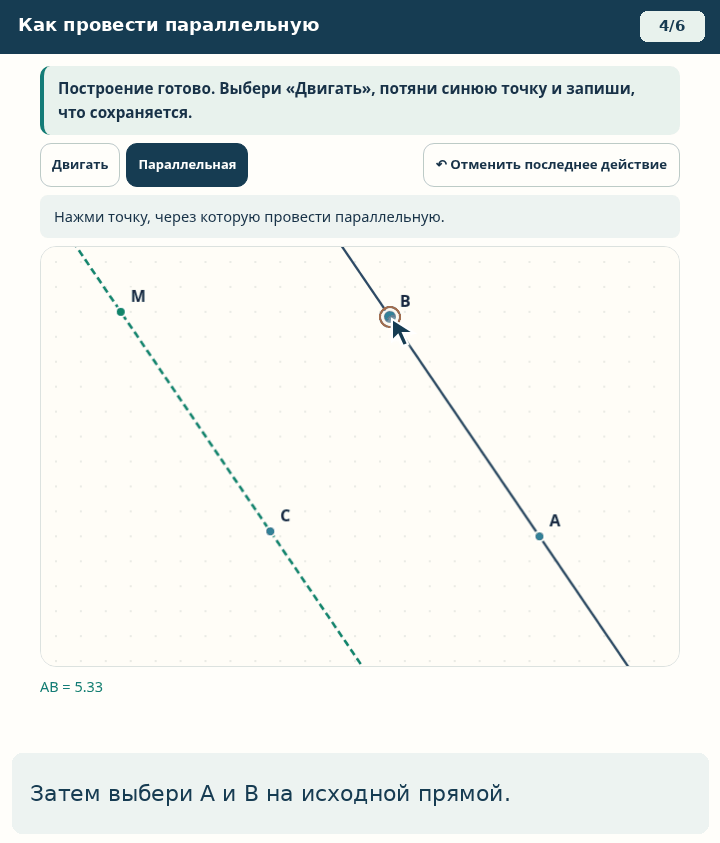 Как провести параллельную
4/6
Построение готово. Выбери «Двигать», потяни синюю точку и запиши,
что сохраняется.
Двигать
Параллельная
↶ Отменить последнее действие
Нажми точку, через которую провести параллельную.
M
B
C
A
AB = 5.33
Затем выбери A и B на исходной прямой.